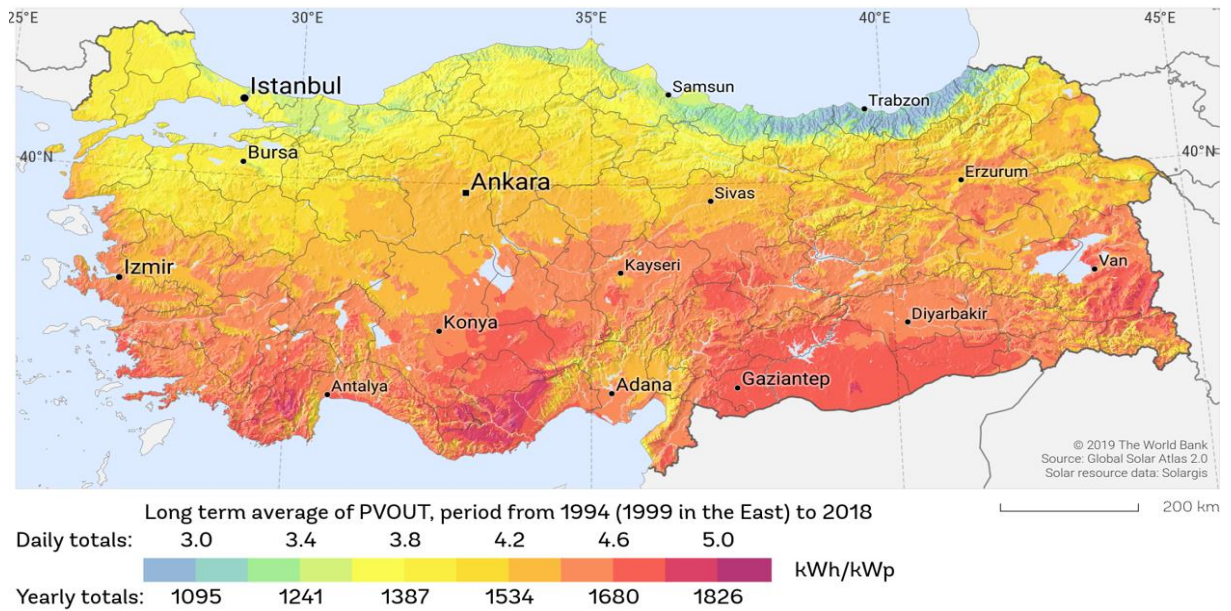 25°E 30°E 35°E 40°E 45°E
Istanbul
Samsun
Trabzon
40°N
Bursa
40°N
Ankara
Erzurum
Sivas
Izmir
Kayseri
Van
Konya
Diyarbakir
Antalya
Adana
Gaziantep
© 2019 The World Bank
Source: Global Solar Atlas 2.0
Solar resource data: Solargis
Long term average of PVOUT, period from 1994 (1999 in the East) to 2018
200 km
Daily totals: 3.0 3.4 3.8 4.2 4.6 5.0
kWh/kWp
Yearly totals: 1095 1241 1387 1534 1680 1826